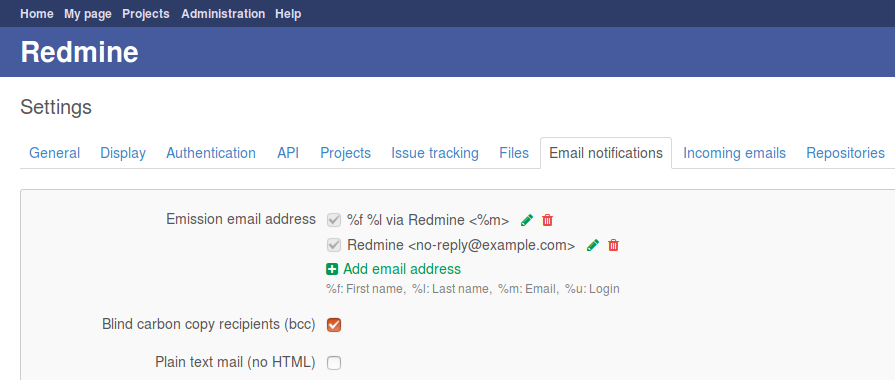 Home My page Projects Administration Help
Redmine
Settings
General Display Authentication API Projects Issue tracking Files Email notifications Incoming emails Repositories
Emission email address %f %l via Redmine <%m>
Redmine <no-reply@example.com>
Add email address
%f: First name, %l: Last name, %m: Email, %u: Login
Blind carbon copy recipients (bcc)
Plain text mail (no HTML)